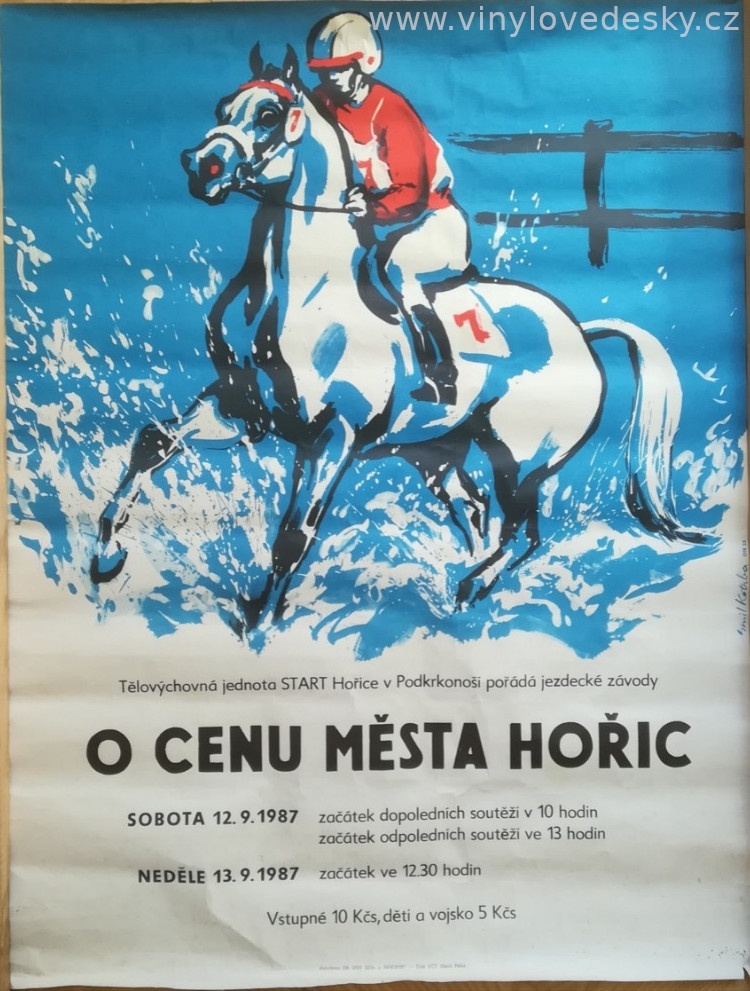 www.vinylovedesky.cz
7
7
7
Tělovýchovná jednota START Hořice v Podkrkonoší pořádá jezdecké závody
O CENU MĚSTA HOŘIC
SOBOTA 12.9.1987 začátek dopoledních soutěží v 10 hodin
začátek odpoledních soutěží ve 13 hodin
NEDĚLE 13.9.1987 začátek ve 12.30 hodin
Vstupné 10 Kčs, děti a vojsko 5 Kčs